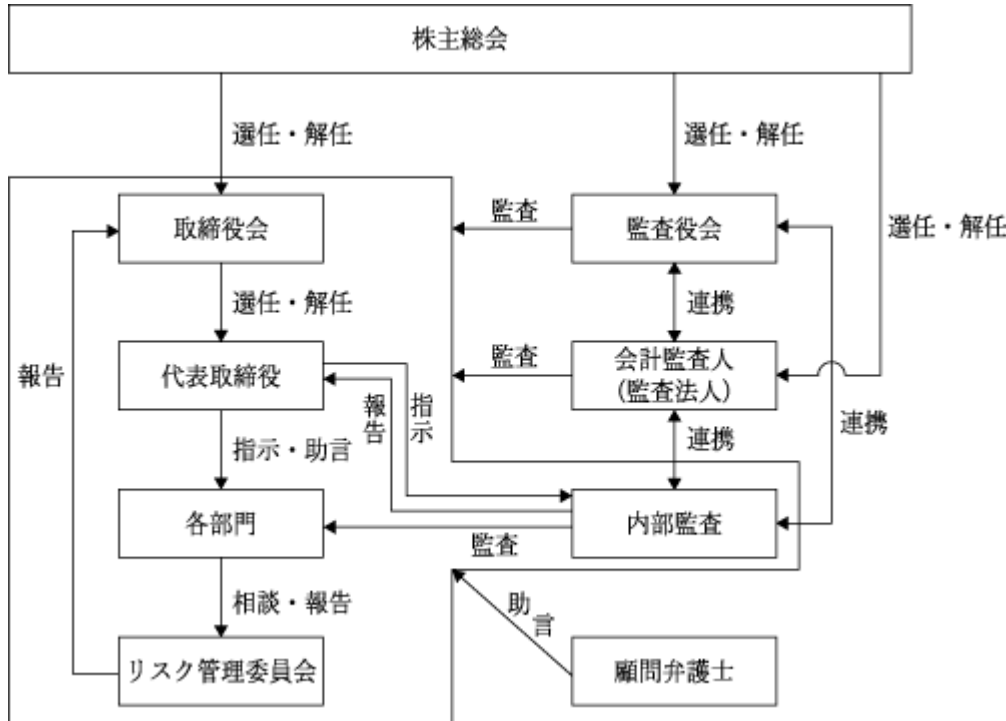 株主総会
選任・解任
選任・解任
選任・解任
取締役会
監査
監査役会
選任・解任
連携
報告
代表取締役
報告
指示
監査
会計監査人
(監査法人)
連携
指示・助言
連携
各部門
監査
内部監査
相談・報告
助言
リスク管理委員会
顧問弁護士